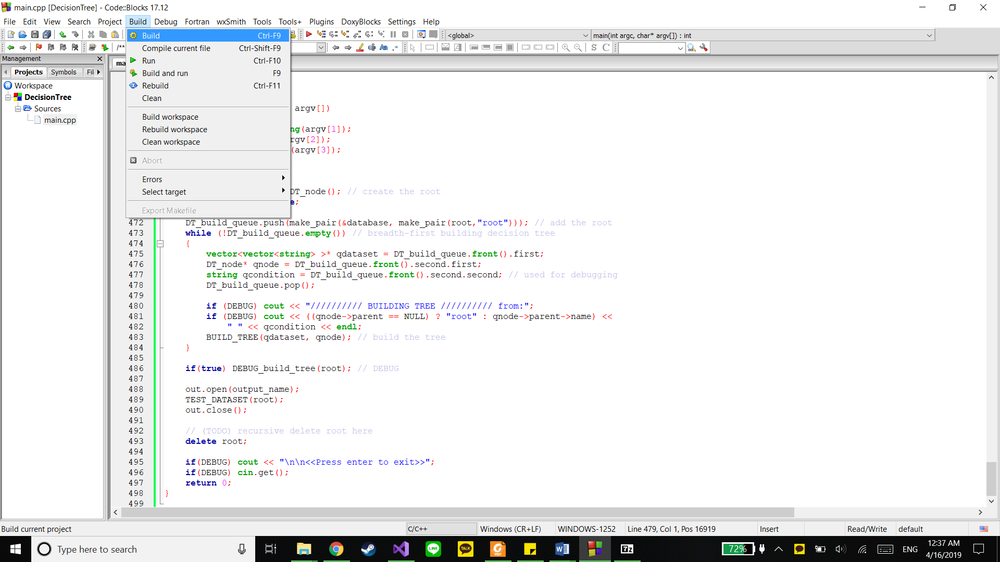 main.cpp [DecisionTree] - Code::Blocks 17.12
File Edit View Search Project Build Debug Fortran wxSmith Tools Tools+ Plugins DoxyBlocks Settings Help
<global>
main(int argc, char* argv[]) : int
/**
Aa
.*
S C
Management
Projects Symbols Fil
Workspace
DecisionTree
Sources
main.cpp
Build Ctrl-F9
Compile current file Ctrl-Shift-F9
Run Ctrl-F10
Build and run F9
Rebuild Ctrl-F11
Clean
Build workspace
Rebuild workspace
Clean workspace
Abort
Errors
Select target
Export Makefile
ma
argv[])
ng(argv[1]);
rgv[2]);
(argv[3]);
DT_node(); // create the root
e;
472 DT_build_queue.push(make_pair(&database, make_pair(root,"root"))); // add the root
473 while (!DT_build_queue.empty()) // breadth-first building decision tree
474 {
475 vector<vector<string> >* qdataset = DT_build_queue.front().first;
476 DT_node* qnode = DT_build_queue.front().second.first;
477 string qcondition = DT_build_queue.front().second.second; // used for debugging
478 DT_build_queue.pop();
479
480 if (DEBUG) cout << "////////// BUILDING TREE ////////// from:";
481 if (DEBUG) cout << ((qnode->parent == NULL) ? "root" : qnode->parent->name) <<
482 " " << qcondition << endl;
483 BUILD_TREE(qdataset, qnode); // build the tree
484 }
485
486 if(true) DEBUG_build_tree(root); // DEBUG
487
488 out.open(output_name);
489 TEST_DATASET(root);
490 out.close();
491
492 // (TODO) recursive delete root here
493 delete root;
494
495 if(DEBUG) cout << "\n\n<<Press enter to exit>>";
496 if(DEBUG) cin.get();
497 return 0;
498 }
499
Build current project
C/C++
Windows (CR+LF)
WINDOWS-1252
Line 479, Col 1, Pos 16919
Insert
Read/Write
default
Type here to search
LINE
TALK
PDF
7z
72%
ENG
12:37 AM
4/16/2019